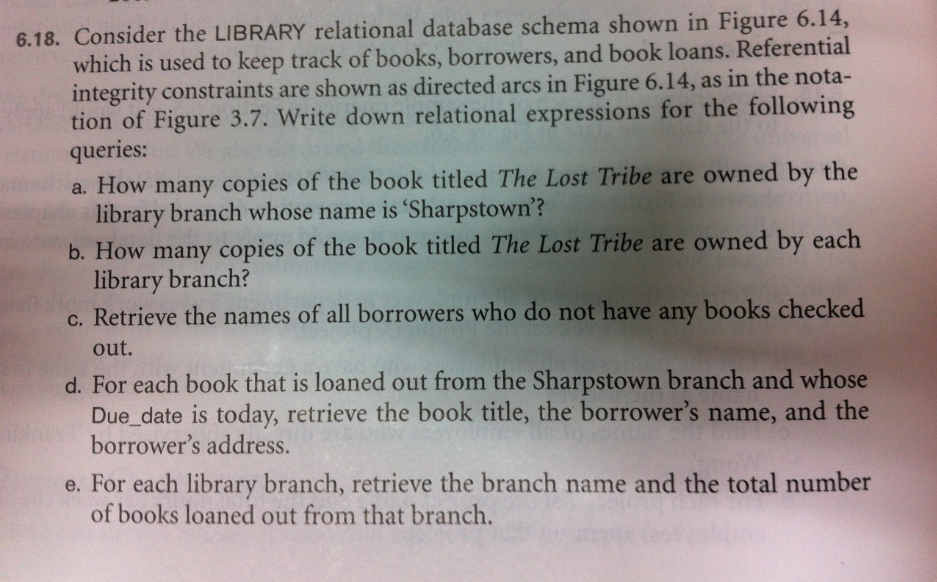 6.18. Consider the LIBRARY relational database schema shown in Figure 6.14,
which is used to keep track of books, borrowers, and book loans. Referential
integrity constraints are shown as directed arcs in Figure 6.14, as in the nota-
tion of Figure 3.7. Write down relational expressions for the following
queries:
a. How many copies of the book titled The Lost Tribe are owned by the
library branch whose name is ‘Sharpstown’?
b. How many copies of the book titled The Lost Tribe are owned by each
library branch?
c. Retrieve the names of all borrowers who do not have any books checked
out.
d. For each book that is loaned out from the Sharpstown branch and whose
Due_date is today, retrieve the book title, the borrower’s name, and the
borrower’s address.
e. For each library branch, retrieve the branch name and the total number
of books loaned out from that branch.